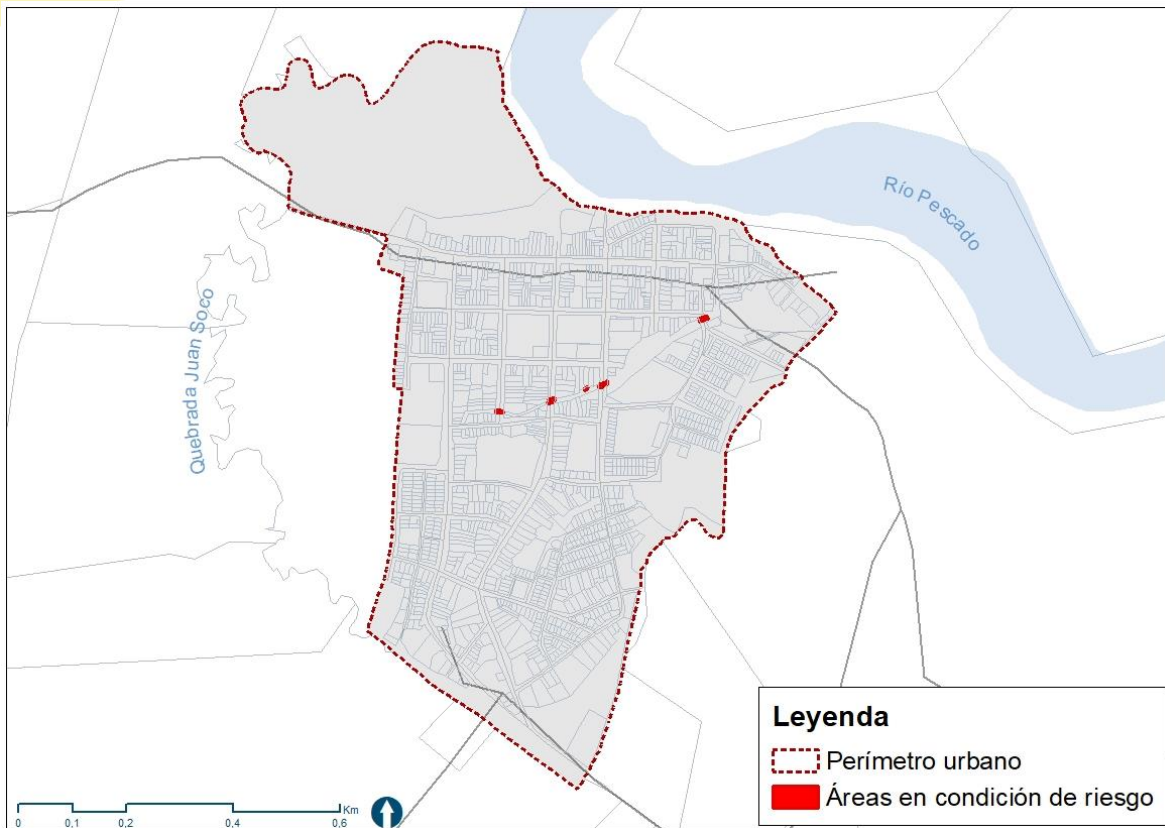 Río Pescado
Quebrada Juan Soco
Leyenda
Perímetro urbano
Áreas en condición de riesgo
Km
0 0,1 0,2 0,4 0,6